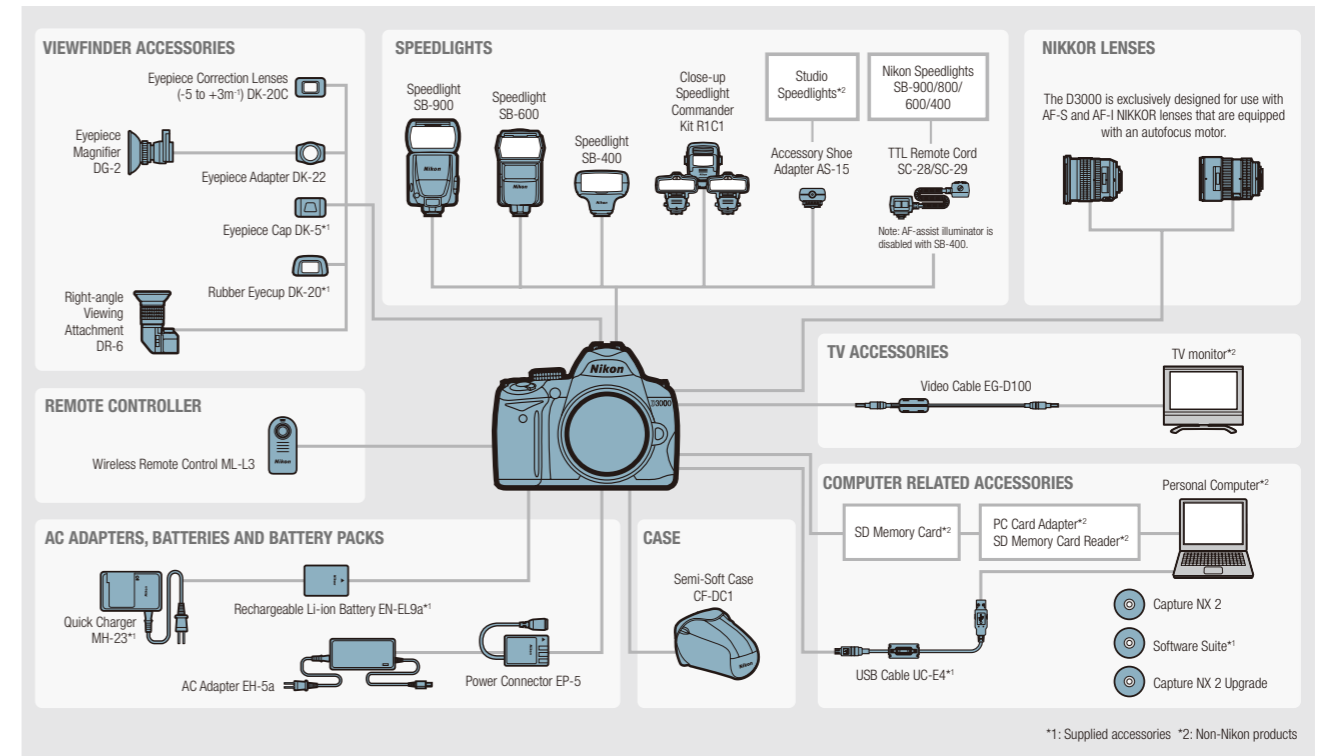 VIEWFINDER ACCESSORIES
Eyepiece Correction Lenses
(-5 to +3m-1) DK-20C
Eyepiece
Magnifier
DG-2
Eyepiece Adapter DK-22
Eyepiece Cap DK-5*1
Rubber Eyecup DK-20*1
Right-angle
Viewing
Attachment
DR-6
SPEEDLIGHTS
Speedlight
SB-900
Nikon
Speedlight
SB-600
Nikon
Speedlight
SB-400
Nikon
Close-up
Speedlight
Commander
Kit R1C1
Studio
Speedlights*2
Accessory Shoe
Adapter AS-15
Nikon Speedlights
SB-900/800/
600/400
TTL Remote Cord
SC-28/SC-29
Note: AF-assist illuminator is
disabled with SB-400.
NIKKOR LENSES
The D3000 is exclusively designed for use with
AF-S and AF-I NIKKOR lenses that are equipped
with an autofocus motor.
Nikon
D3000
REMOTE CONTROLLER
Wireless Remote Control ML-L3
Nikon
TV ACCESSORIES
TV monitor*2
Video Cable EG-D100
COMPUTER RELATED ACCESSORIES
Personal Computer*2
SD Memory Card*2
PC Card Adapter*2
SD Memory Card Reader*2
Capture NX 2
Software Suite*1
Capture NX 2 Upgrade
USB Cable UC-E4*1
AC ADAPTERS, BATTERIES AND BATTERY PACKS
Quick Charger
MH-23*1
Rechargeable Li-ion Battery EN-EL9a*1
AC Adapter EH-5a
Power Connector EP-5
CASE
Semi-Soft Case
CF-DC1
Nikon
*1: Supplied accessories *2: Non-Nikon products